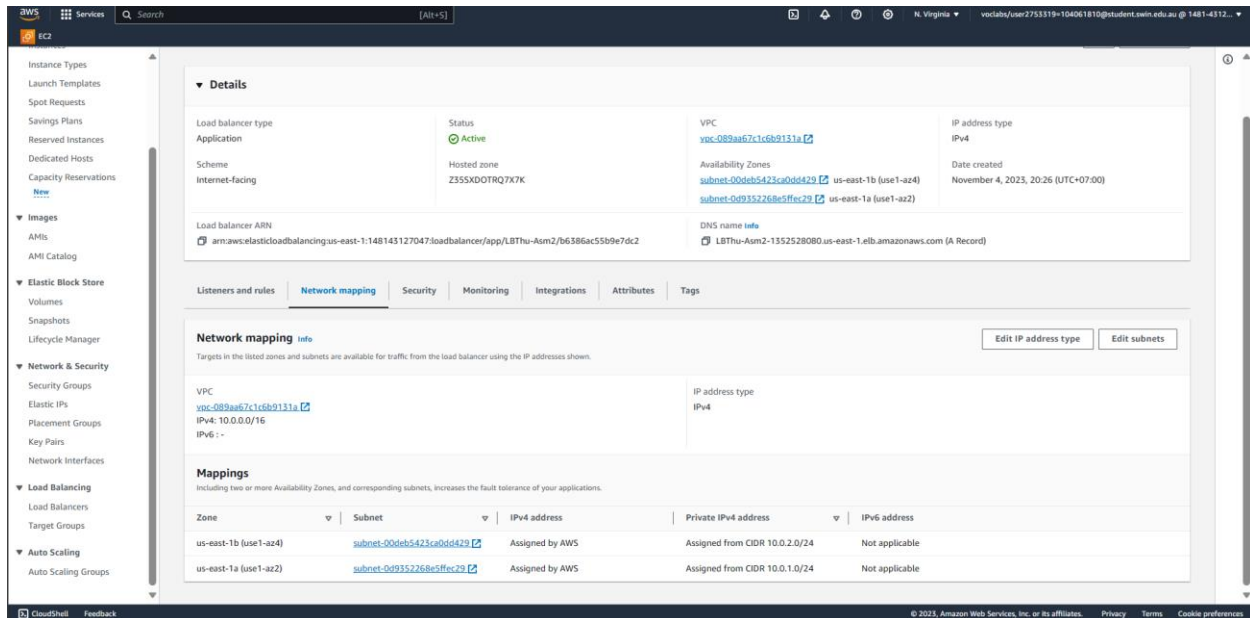 aws Services Search [Alt+S] N. Virginia voclabs/user2753319=104061810@student.swin.edu.au @ 1481-4312...
EC2
Instance Types
Launch Templates
Spot Requests
Savings Plans
Reserved Instances
Dedicated Hosts
Capacity Reservations
New
Images
AMIs
AMI Catalog
Elastic Block Store
Volumes
Snapshots
Lifecycle Manager
Network & Security
Security Groups
Elastic IPs
Placement Groups
Key Pairs
Network Interfaces
Load Balancing
Load Balancers
Target Groups
Auto Scaling
Auto Scaling Groups
Details
Load balancer type
Application
Status
Active
VPC
vpc-089aa67c1c6b9131a
IP address type
IPv4
Scheme
Internet-facing
Hosted zone
Z35SXDOTRQ7X7K
Availability Zones
subnet-00deb5423ca0dd429 us-east-1b (use1-az4)
subnet-0d9352268e5ffec29 us-east-1a (use1-az2)
Date created
November 4, 2023, 20:26 (UTC+07:00)
Load balancer ARN
arn:aws:elasticloadbalancing:us-east-1:148143127047:loadbalancer/app/LBThu-Asm2/b6386ac55b9e7dc2
DNS name Info
LBThu-Asm2-1352528080.us-east-1.elb.amazonaws.com (A Record)
Listeners and rules Network mapping Security Monitoring Integrations Attributes Tags
Network mapping Info
Edit IP address type Edit subnets
Targets in the listed zones and subnets are available for traffic from the load balancer using the IP addresses shown.
VPC
vpc-089aa67c1c6b9131a
IPv4: 10.0.0.0/16
IPv6 : -
IP address type
IPv4
Mappings
Including two or more Availability Zones, and corresponding subnets, increases the fault tolerance of your applications.
Zone Subnet IPv4 address Private IPv4 address IPv6 address
us-east-1b (use1-az4) subnet-00deb5423ca0dd429 Assigned by AWS Assigned from CIDR 10.0.2.0/24 Not applicable
us-east-1a (use1-az2) subnet-0d9352268e5ffec29 Assigned by AWS Assigned from CIDR 10.0.1.0/24 Not applicable
CloudShell Feedback © 2023, Amazon Web Services, Inc. or its affiliates. Privacy Terms Cookie preferences